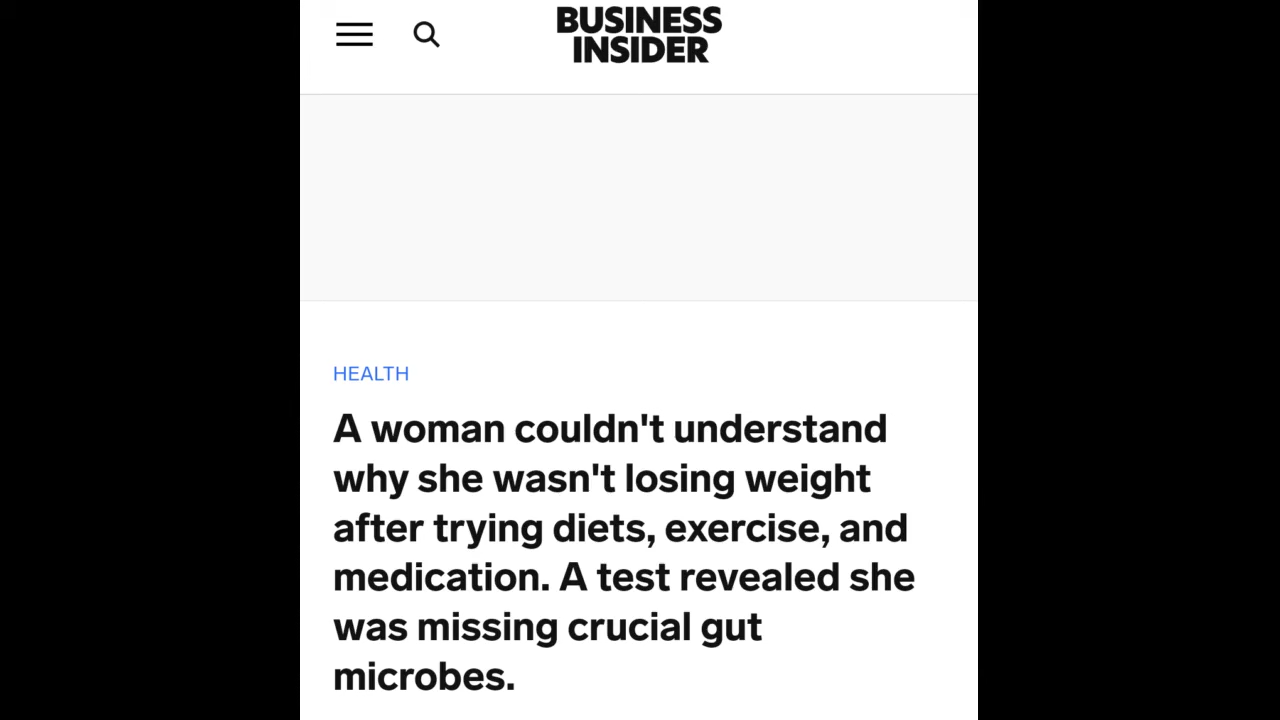 BUSINESS
INSIDER
HEALTH
A woman couldn't understand
why she wasn't losing weight
after trying diets, exercise, and
medication. A test revealed she
was missing crucial gut
microbes.